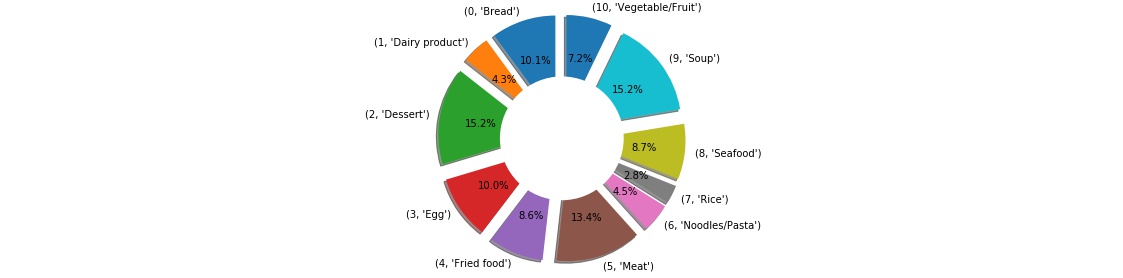 (0, 'Bread')
10.1%
(1, 'Dairy product')
4.3%
(2, 'Dessert')
15.2%
(3, 'Egg')
10.0%
(4, 'Fried food')
8.6%
(5, 'Meat')
13.4%
(6, 'Noodles/Pasta')
4.5%
(7, 'Rice')
2.8%
(8, 'Seafood')
8.7%
(9, 'Soup')
15.2%
(10, 'Vegetable/Fruit')
7.2%